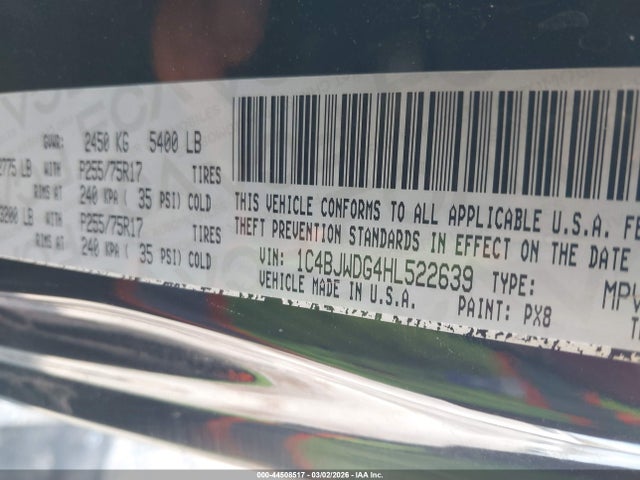 GVWR: 2450 KG 5400 LB
2775 LB WITH P255/75R17 TIRES
RIMS AT 240 KPA ( 35 PSI) COLD
3200 LB WITH P255/75R17 TIRES
RIMS AT 240 KPA ( 35 PSI) COLD
THIS VEHICLE CONFORMS TO ALL APPLICABLE U.S.A. FE
THEFT PREVENTION STANDARDS IN EFFECT ON THE DATE
VIN: 1C4BJWDG4HL522639 TYPE: MPV
VEHICLE MADE IN U.S.A. PAINT: PX8
000-44508517 - 03/02/2026 - IAA Inc.